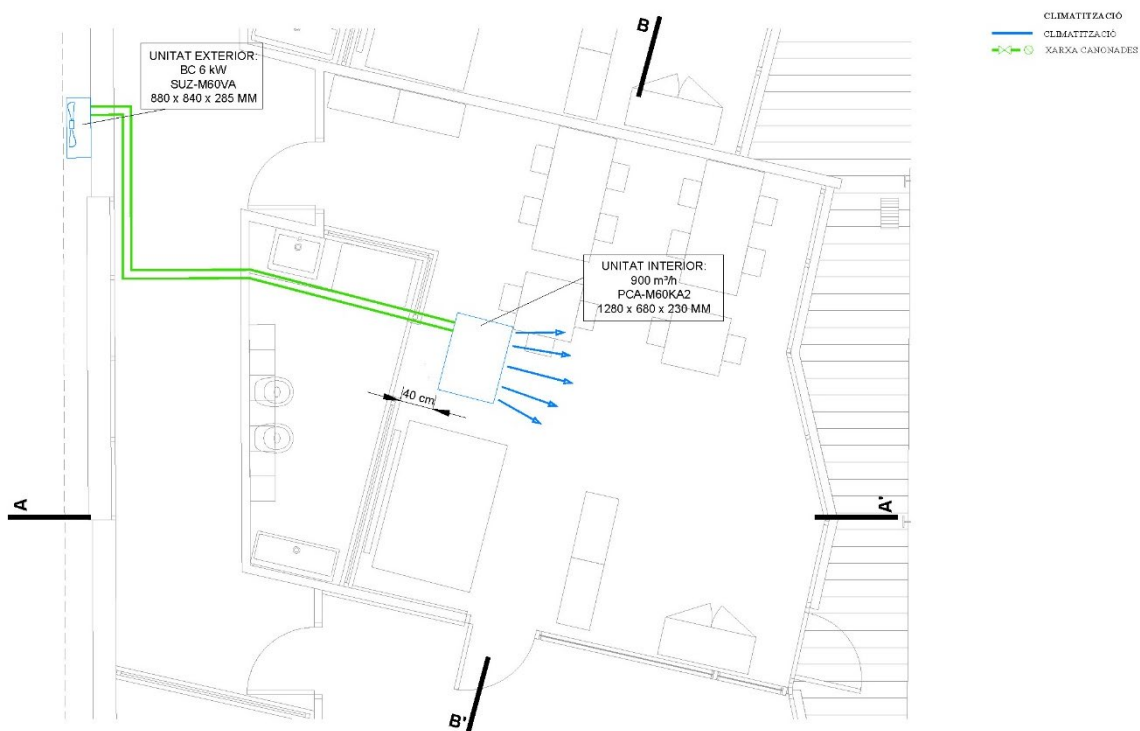 CLIMATITZACIÓ
CLIMATITZACIÓ
XARXA CANONADES
B
UNITAT EXTERIOR:
BC 6 kW
SUZ-M60VA
880 x 840 x 285 MM
UNITAT INTERIOR:
900 m³/h
PCA-M60KA2
1280 x 680 x 230 MM
40 cm
A
A'
B'